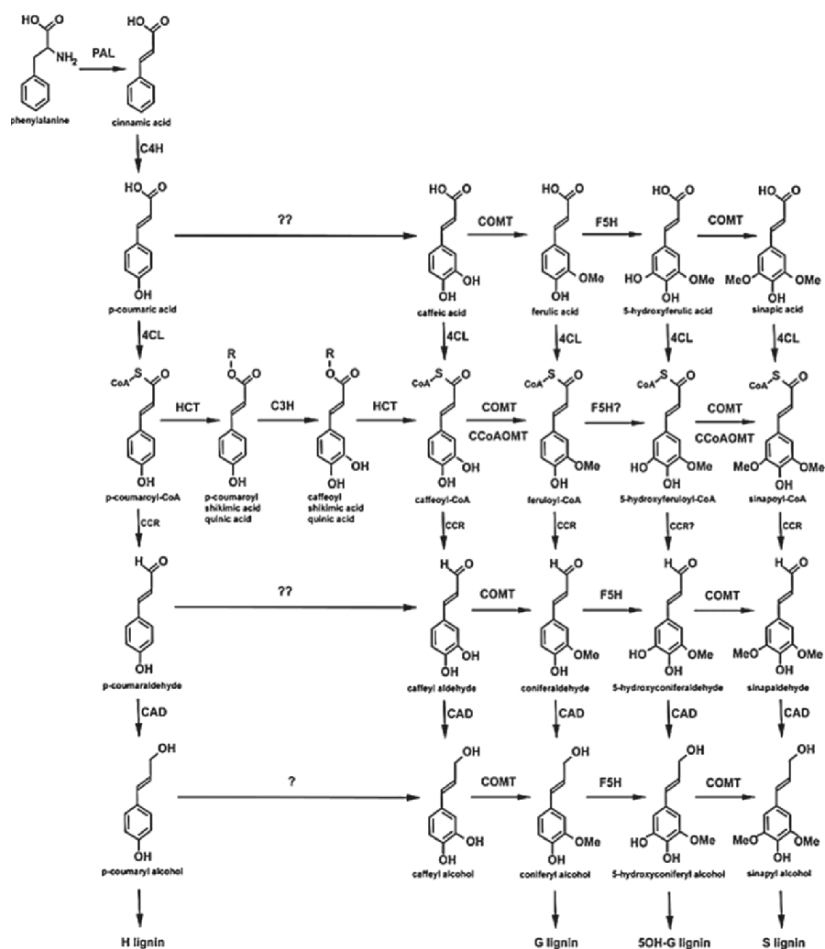 HO O
NH2
phenylalanine
PAL
HO O
cinnamic acid
C4H
HO O
OH
p-coumaric acid
??
HO O
OH
OH
caffeic acid
COMT
HO O
OMe
OH
ferulic acid
F5H
HO O
HO OMe
OH
5-hydroxyferulic acid
COMT
HO O
MeO OMe
OH
sinapic acid
4CL
4CL
4CL
4CL
4CL
CoA S O
OH
p-coumaroyl-CoA
HCT
R
O O
OH
p-coumaroyl
shikimic acid
quinic acid
C3H
R
O O
OH
OH
caffeoyl
shikimic acid
quinic acid
HCT
CoA S O
OH
OH
caffeoyl-CoA
COMT
CCoAOMT
CoA S O
OMe
OH
feruloyl-CoA
F5H?
CoA S O
HO OMe
OH
5-hydroxyferuloyl-CoA
COMT
CCoAOMT
CoA S O
MeO OMe
OH
sinapoyl-CoA
CCR
CCR
CCR
CCR?
CCR
H O
OH
p-coumaraldehyde
??
H O
OH
OH
caffeyl aldehyde
COMT
H O
OMe
OH
coniferaldehyde
F5H
H O
HO OMe
OH
5-hydroxyconiferaldehyde
COMT
H O
MeO OMe
OH
sinapaldehyde
CAD
CAD
CAD
CAD
CAD
OH
OH
p-coumaryl alcohol
?
OH
OH
OH
caffeyl alcohol
COMT
OH
OMe
OH
coniferyl alcohol
F5H
OH
HO OMe
OH
5-hydroxyconiferyl alcohol
COMT
OH
MeO OMe
OH
sinapyl alcohol
H lignin
G lignin
5OH-G lignin
S lignin